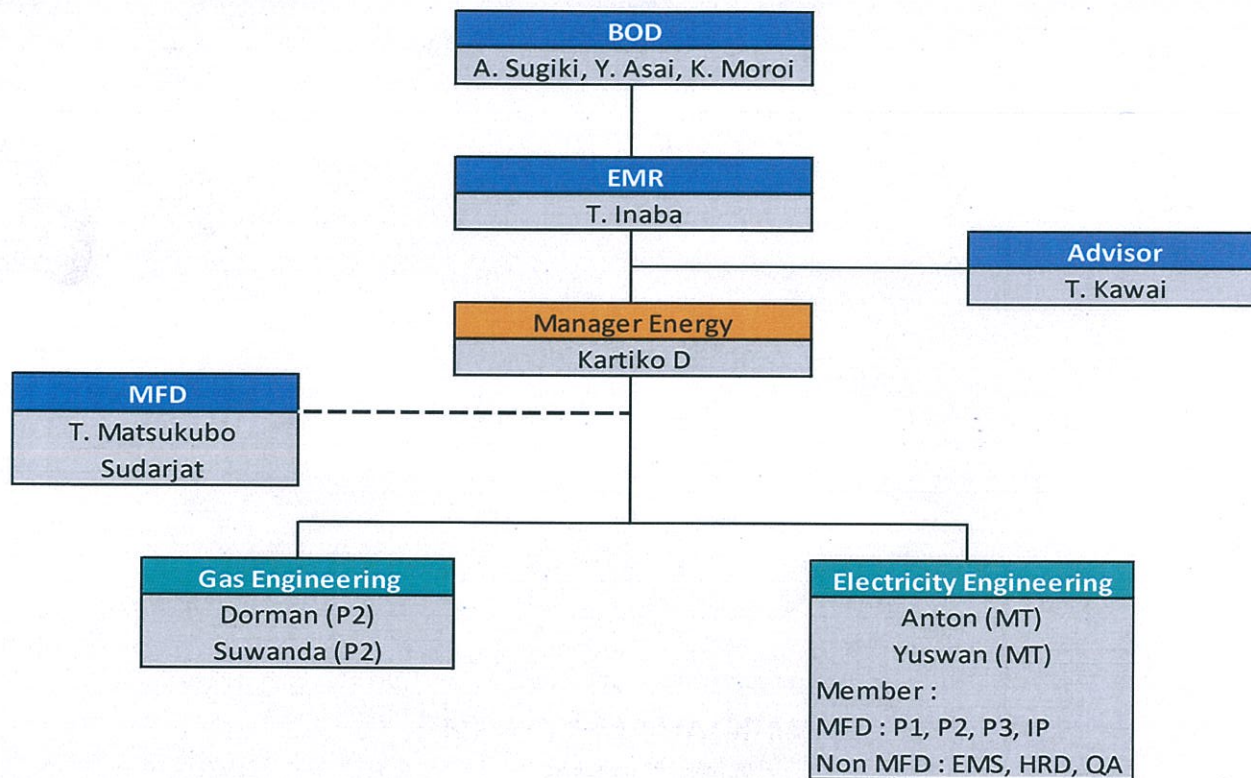 BOD
A. Sugiki, Y. Asai, K. Moroi
EMR
T. Inaba
Advisor
T. Kawai
Manager Energy
Kartiko D
MFD
T. Matsukubo
Sudarjat
Gas Engineering
Dorman (P2)
Suwanda (P2)
Electricity Engineering
Anton (MT)
Yuswan (MT)
Member :
MFD : P1, P2, P3, IP
Non MFD : EMS, HRD, QA